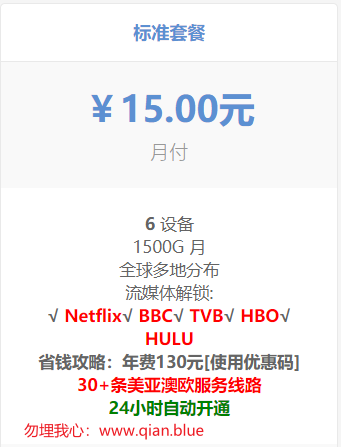 标准套餐
￥15.00元
月付
6 设备
1500G 月
全球多地分布
流媒体解锁:
√ Netflix√ BBC√ TVB√ HBO√
HULU
省钱攻略：年费130元[使用优惠码]
30+条美亚澳欧服务线路
24小时自动开通
勿埋我心：www.qian.blue